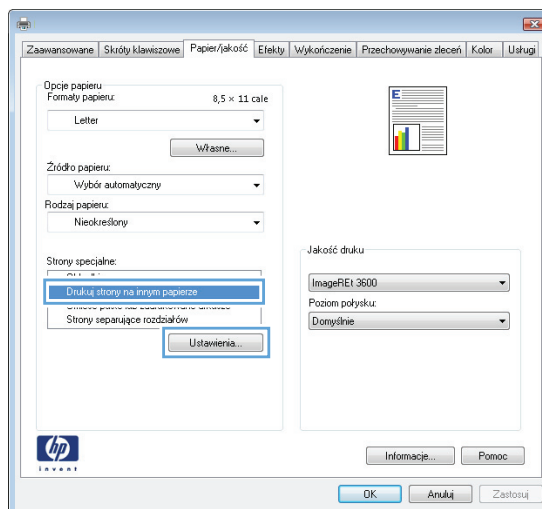 Zaawansowane Skróty klawiszowe Papier/jakość Efekty Wykończenie Przechowywanie zleceń Kolor Usługi
Opcje papieru
Formaty papieru: 8,5 × 11 cale
Letter
Własne...
Źródło papieru:
Wybór automatyczny
Rodzaj papieru:
Nieokreślony
Strony specjalne:
Drukuj strony na innym papierze
Strony separujące rozdziałów
Ustawienia...
E
Jakość druku
ImageREt 3600
Poziom połysku:
Domyślnie
hp
invent
Informacje... Pomoc
OK Anuluj Zastosuj